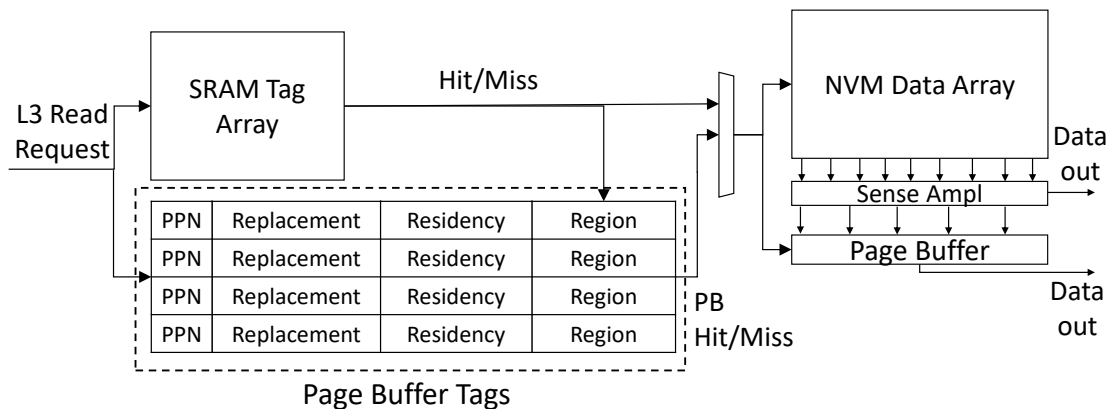 L3 Read
Request
SRAM Tag
Array
Hit/Miss
NVM Data Array
Data
out
Sense Ampl
Page Buffer
Data
out
PPN Replacement Residency Region
PPN Replacement Residency Region
PPN Replacement Residency Region
PPN Replacement Residency Region
PB
Hit/Miss
Page Buffer Tags